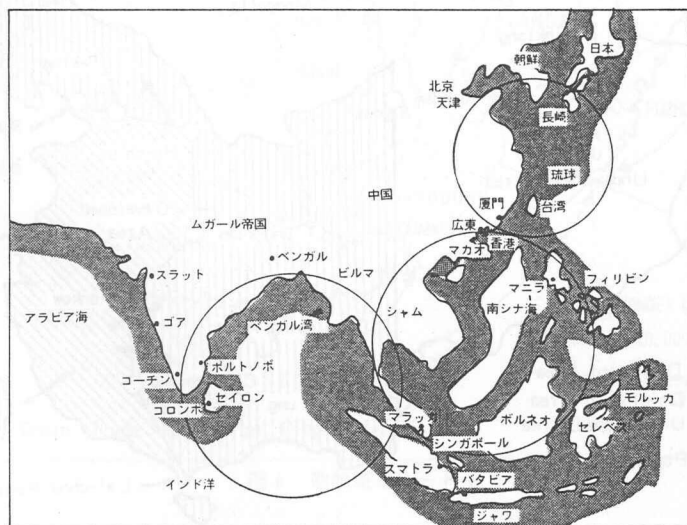 日本
朝鮮
北京
天津
長崎
琉球
中国
厦門
台湾
広東
香港
マカオ
ムガール帝国
ベンガル
ビルマ
スラット
シャム
マニラ
フィリピン
南シナ海
アラビア海
ゴア
ベンガル湾
ポルトノボ
コーチン
セイロン
コロンボ
マラッカ
ボルネオ
モルッカ
セレベス
シンガポール
スマトラ
バタビア
インド洋
ジャワ